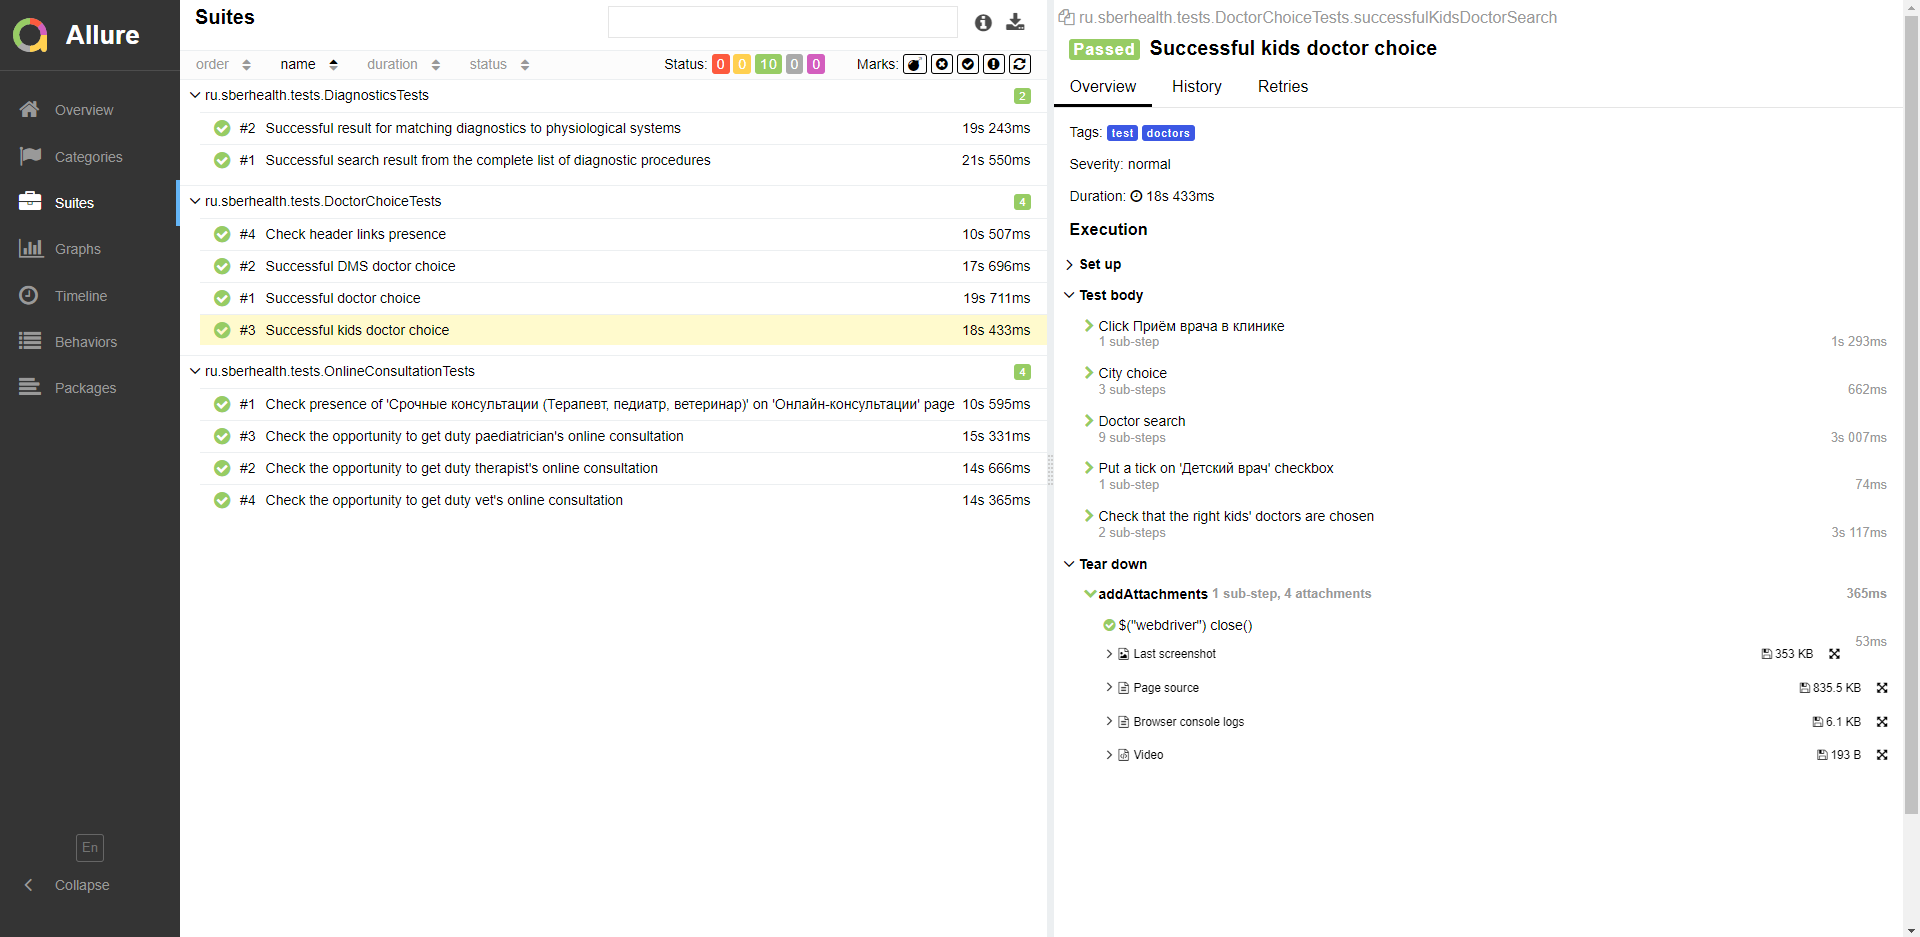 Allure
Overview
Categories
Suites
Graphs
Timeline
Behaviors
Packages
En
Collapse
Suites
order name duration status Status: 0 0 10 0 0 Marks:
ru.sberhealth.tests.DiagnosticsTests 2
#2 Successful result for matching diagnostics to physiological systems 19s 243ms
#1 Successful search result from the complete list of diagnostic procedures 21s 550ms
ru.sberhealth.tests.DoctorChoiceTests 4
#4 Check header links presence 10s 507ms
#2 Successful DMS doctor choice 17s 696ms
#1 Successful doctor choice 19s 711ms
#3 Successful kids doctor choice 18s 433ms
ru.sberhealth.tests.OnlineConsultationTests 4
#1 Check presence of 'Срочные консультации (Терапевт, педиатр, ветеринар)' on 'Онлайн-консультации' page 10s 595ms
#3 Check the opportunity to get duty paediatrician's online consultation 15s 331ms
#2 Check the opportunity to get duty therapist's online consultation 14s 666ms
#4 Check the opportunity to get duty vet's online consultation 14s 365ms
ru.sberhealth.tests.DoctorChoiceTests.successfulKidsDoctorSearch
Passed Successful kids doctor choice
Overview History Retries
Tags: test doctors
Severity: normal
Duration: 18s 433ms
Execution
Set up
Test body
Click Приём врача в клинике
1 sub-step 1s 293ms
City choice
3 sub-steps 662ms
Doctor search
9 sub-steps 3s 007ms
Put a tick on 'Детский врач' checkbox
1 sub-step 74ms
Check that the right kids' doctors are chosen
2 sub-steps 3s 117ms
Tear down
addAttachments 1 sub-step, 4 attachments 365ms
$("webdriver") close()
53ms
Last screenshot 353 KB
Page source 835.5 KB
Browser console logs 6.1 KB
Video 193 B